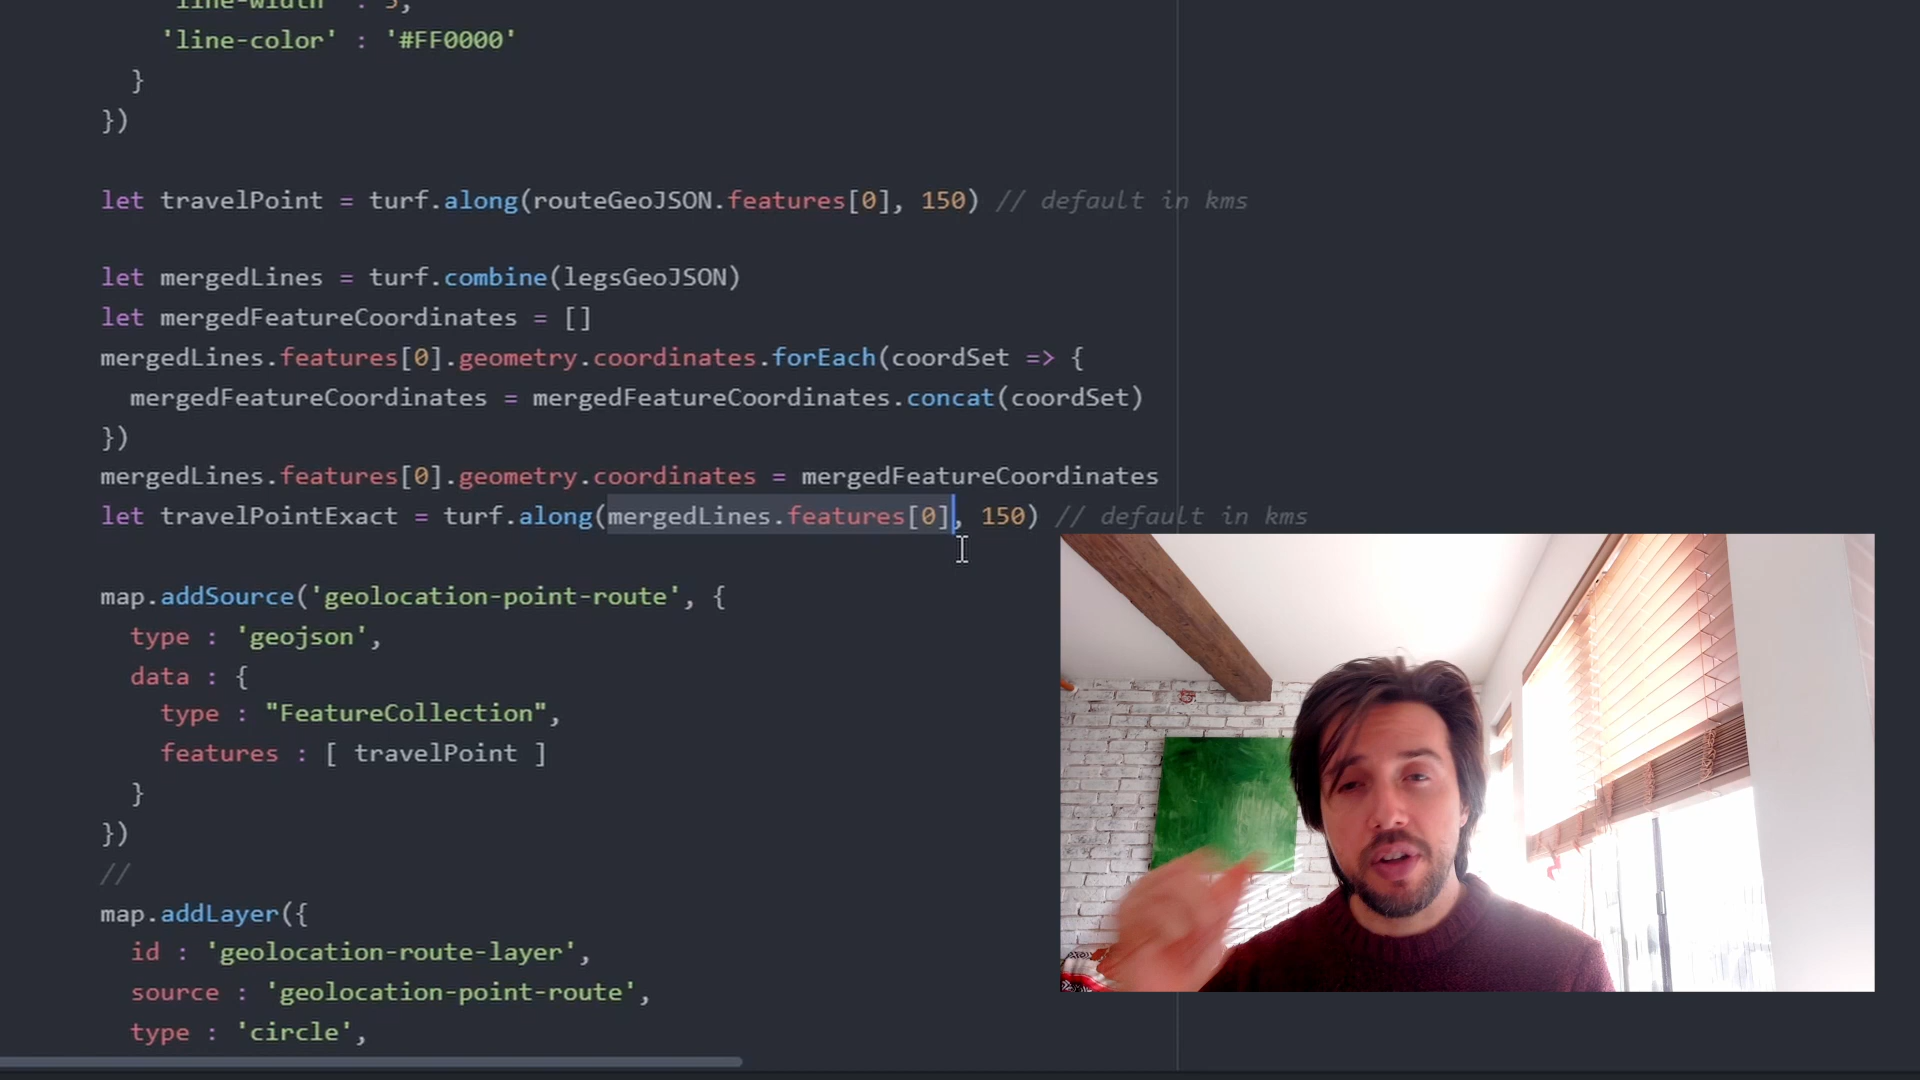 'line-width' : 5,
'line-color' : '#FF0000'
}
})
let travelPoint = turf.along(routeGeoJSON.features[0], 150) // default in kms
let mergedLines = turf.combine(legsGeoJSON)
let mergedFeatureCoordinates = []
mergedLines.features[0].geometry.coordinates.forEach(coordSet => {
mergedFeatureCoordinates = mergedFeatureCoordinates.concat(coordSet)
})
mergedLines.features[0].geometry.coordinates = mergedFeatureCoordinates
let travelPointExact = turf.along(mergedLines.features[0], 150) // default in kms
map.addSource('geolocation-point-route', {
type : 'geojson',
data : {
type : "FeatureCollection",
features : [ travelPoint ]
}
})
//
map.addLayer({
id : 'geolocation-route-layer',
source : 'geolocation-point-route',
type : 'circle',